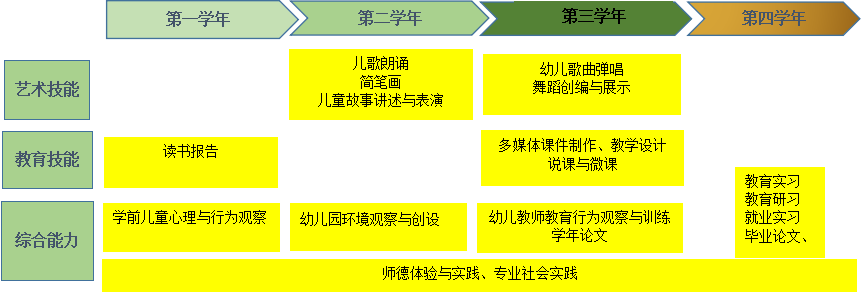 第一学年
第二学年
第三学年
第四学年
艺术技能
儿歌朗诵
简笔画
儿童故事讲述与表演
幼儿歌曲弹唱
舞蹈创编与展示
教育技能
读书报告
多媒体课件制作、教学设计
说课与微课
综合能力
学前儿童心理与行为观察
幼儿园环境观察与创设
幼儿教师教育行为观察与训练
学年论文
教育实习
教育研习
就业实习
毕业论文、
师德体验与实践、专业社会实践